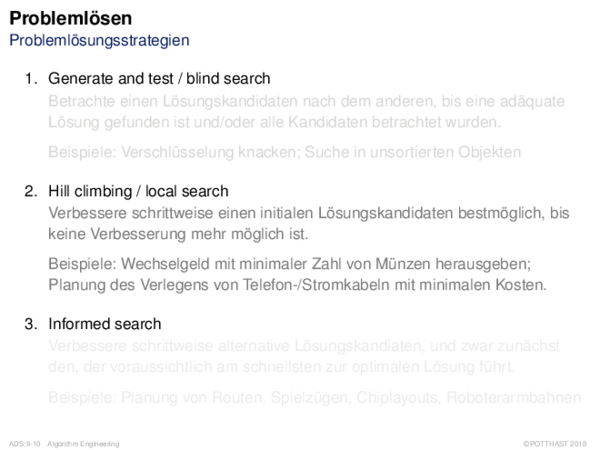 Problemlösen
Problemlösungsstrategien
1. Generate and test / blind search
Betrachte einen Lösungskandidaten nach dem anderen, bis eine adäquate
Lösung gefunden ist und/oder alle Kandidaten betrachtet wurden.
Beispiele: Verschlüsselung knacken; Suche in unsortierten Objekten
2. Hill climbing / local search
Verbessere schrittweise einen initialen Lösungskandidaten bestmöglich, bis
keine Verbesserung mehr möglich ist.
Beispiele: Wechselgeld mit minimaler Zahl von Münzen herausgeben;
Planung des Verlegens von Telefon-/Stromkabeln mit minimalen Kosten.
3. Informed search
Verbessere schrittweise alternative Lösungskandiaten, und zwar zunächst
den, der voraussichtlich am schnellsten zur optimalen Lösung führt.
Beispiele: Planung von Routen, Spielzügen, Chiplayouts, Roboterarmbahnen
ADS:II-10 Algorithm Engineering
© POTTHAST 2018